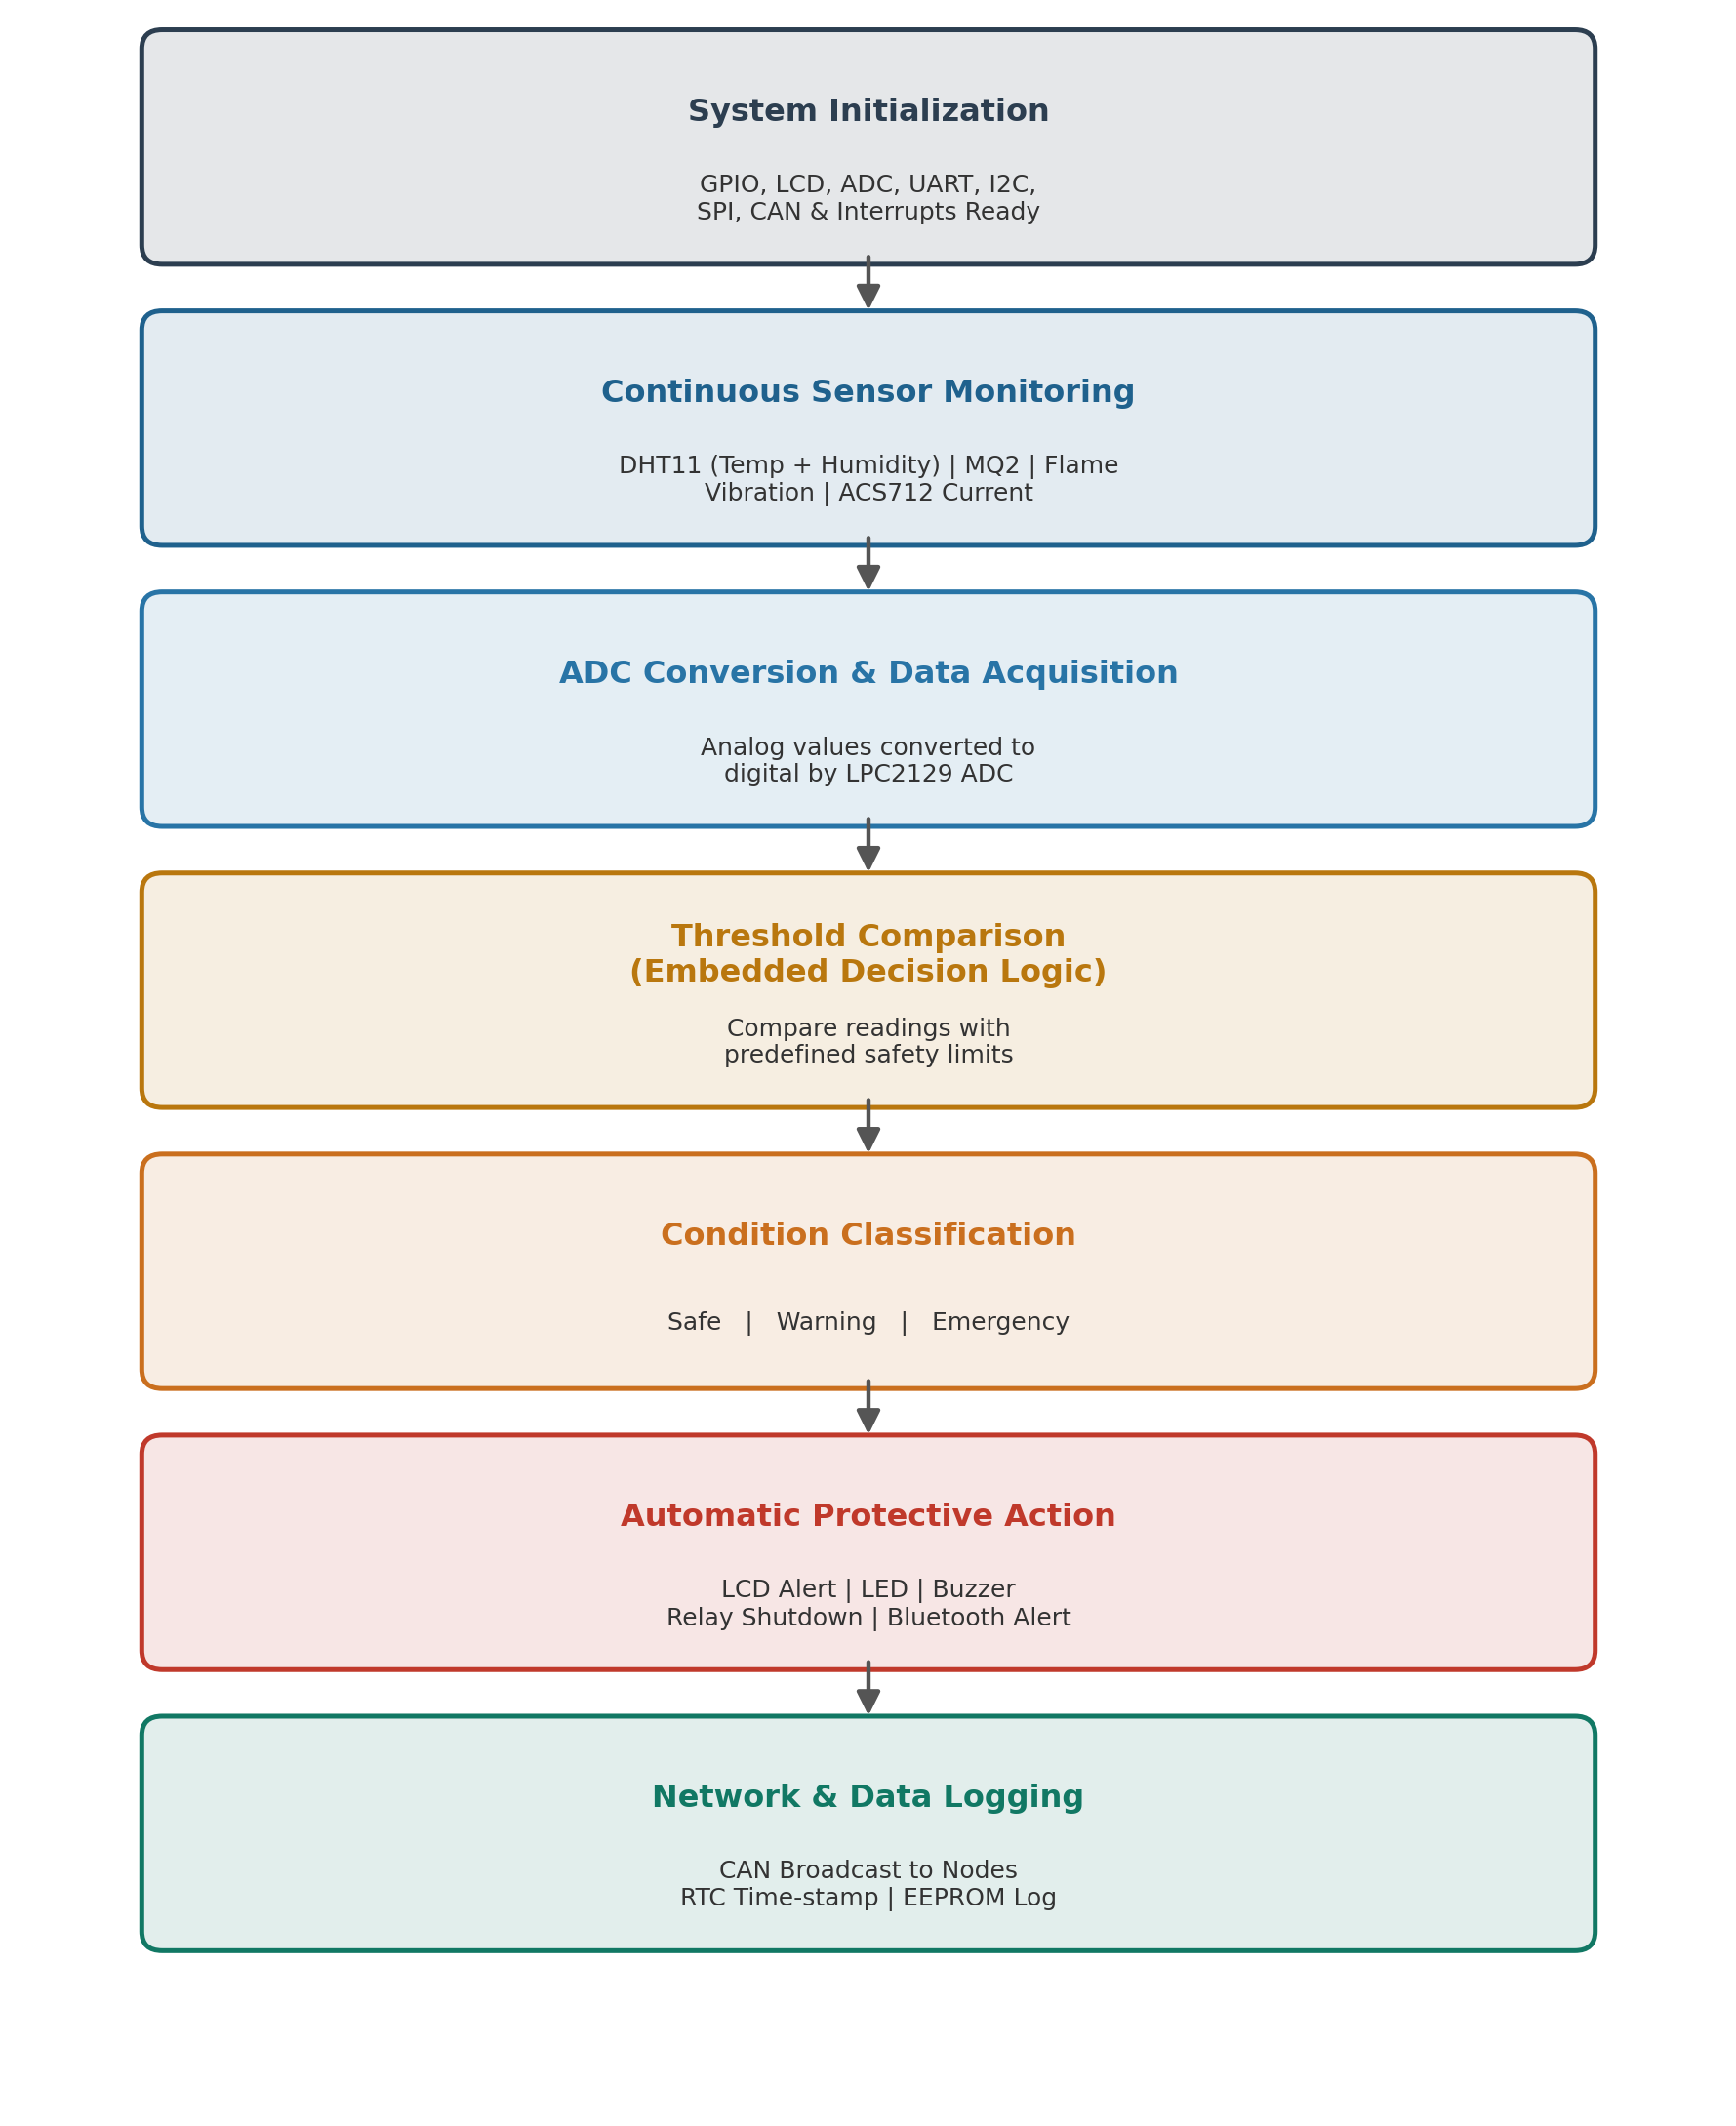 System Initialization
GPIO, LCD, ADC, UART, I2C,
SPI, CAN & Interrupts Ready
Continuous Sensor Monitoring
DHT11 (Temp + Humidity) | MQ2 | Flame
Vibration | ACS712 Current
ADC Conversion & Data Acquisition
Analog values converted to
digital by LPC2129 ADC
Threshold Comparison
(Embedded Decision Logic)
Compare readings with
predefined safety limits
Condition Classification
Safe | Warning | Emergency
Automatic Protective Action
LCD Alert | LED | Buzzer
Relay Shutdown | Bluetooth Alert
Network & Data Logging
CAN Broadcast to Nodes
RTC Time-stamp | EEPROM Log